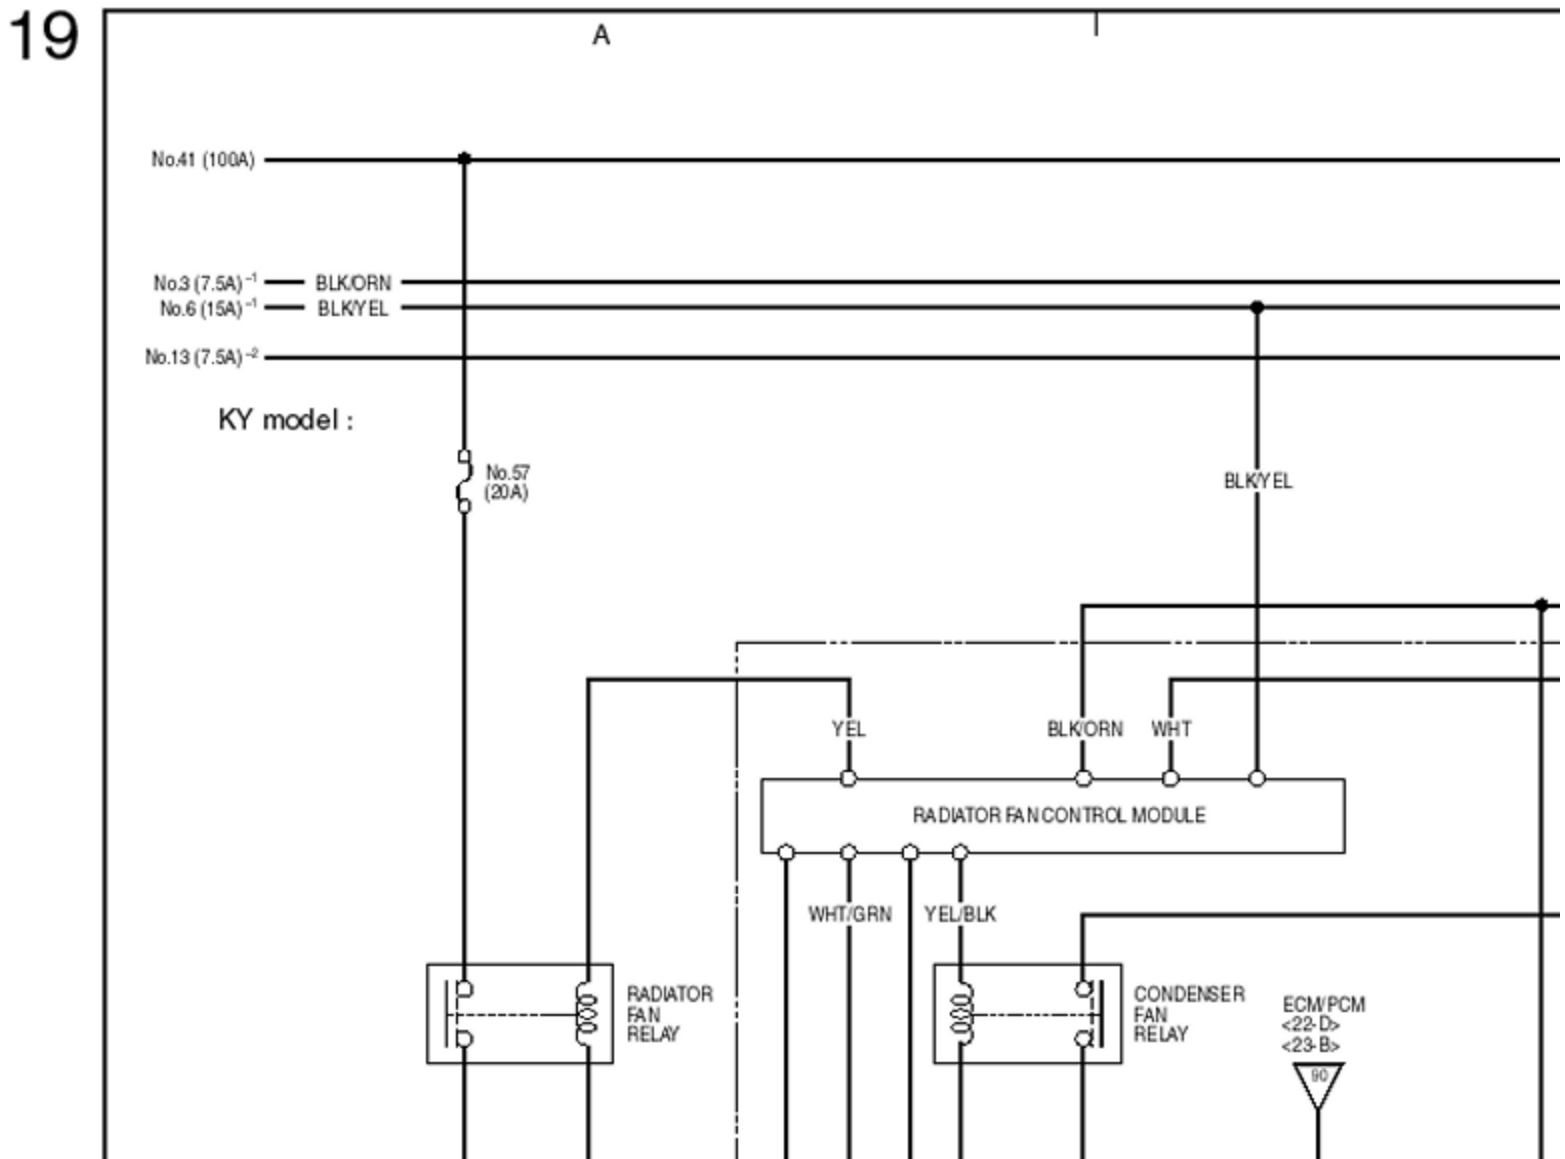 19
A
No.41 (100A)
No.3 (7.5A) -1
BLK/ORN
No.6 (15A) -1
BLK/YEL
No.13 (7.5A) -2
KY model :
No.57
(20A)
BLK/YEL
YEL
BLK/ORN
WHT
RADIATOR FAN CONTROL MODULE
WHT/GRN
YEL/BLK
RADIATOR
FAN
RELAY
CONDENSER
FAN
RELAY
ECM/PCM
<22-D>
<23-B>
90